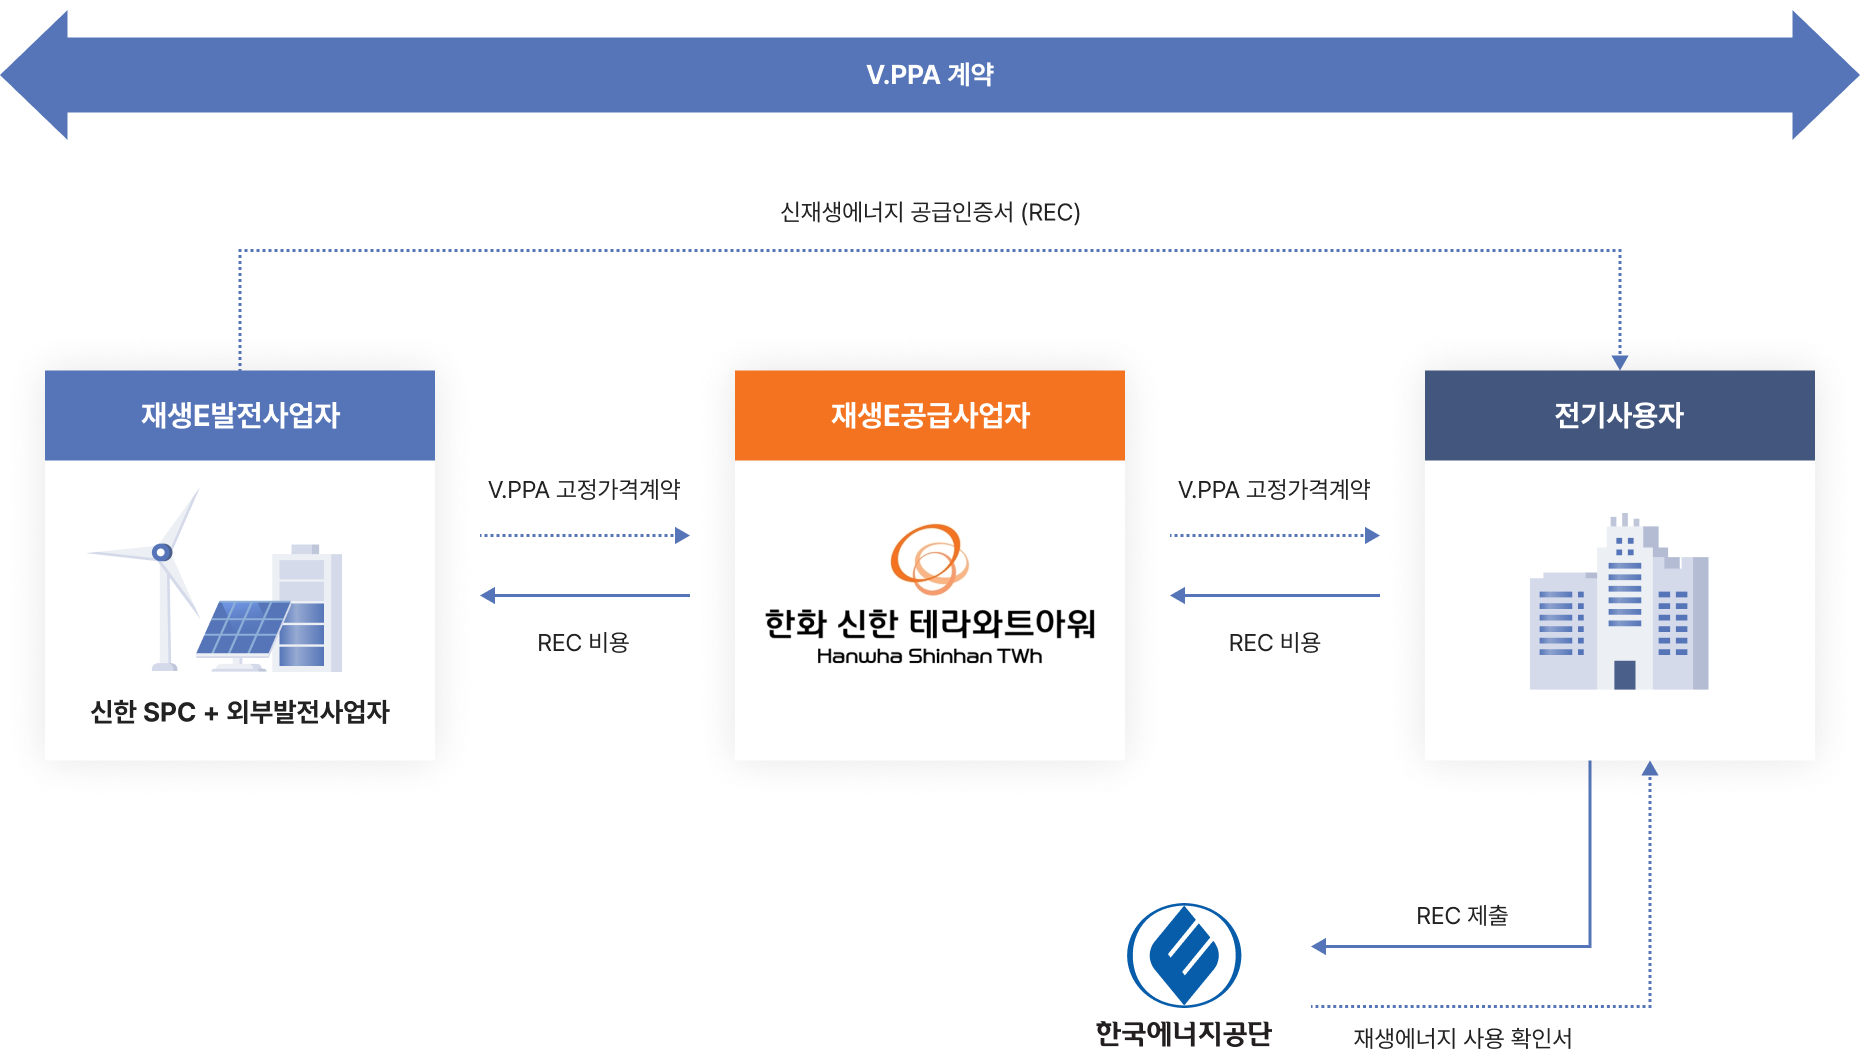 V.PPA 계약
신재생에너지 공급인증서 (REC)
재생E발전사업자
재생E공급사업자
전기사용자
V.PPA 고정가격계약
V.PPA 고정가격계약
한화 신한 테라와트아워
Hanwha Shinhan TWh
REC 비용
REC 비용
신한 SPC + 외부발전사업자
REC 제출
한국에너지공단
재생에너지 사용 확인서